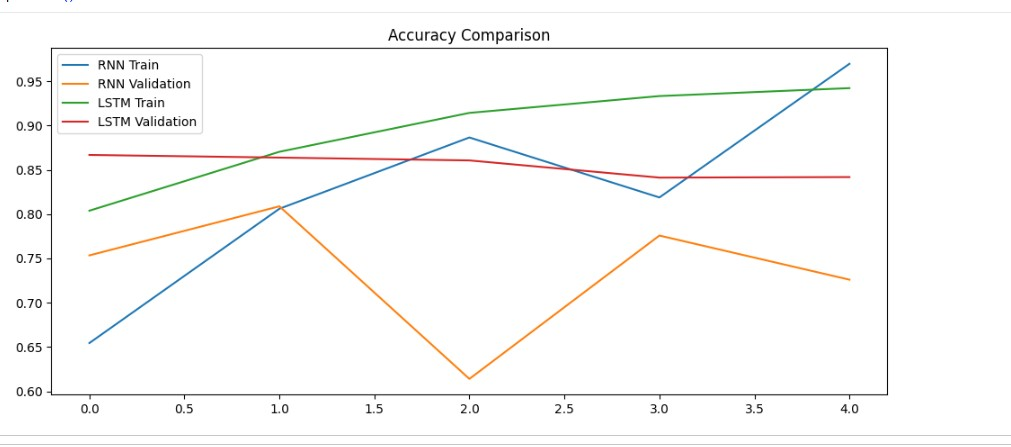 Accuracy Comparison
RNN Train
RNN Validation
LSTM Train
LSTM Validation
0.95
0.90
0.85
0.80
0.75
0.70
0.65
0.60
0.0 0.5 1.0 1.5 2.0 2.5 3.0 3.5 4.0